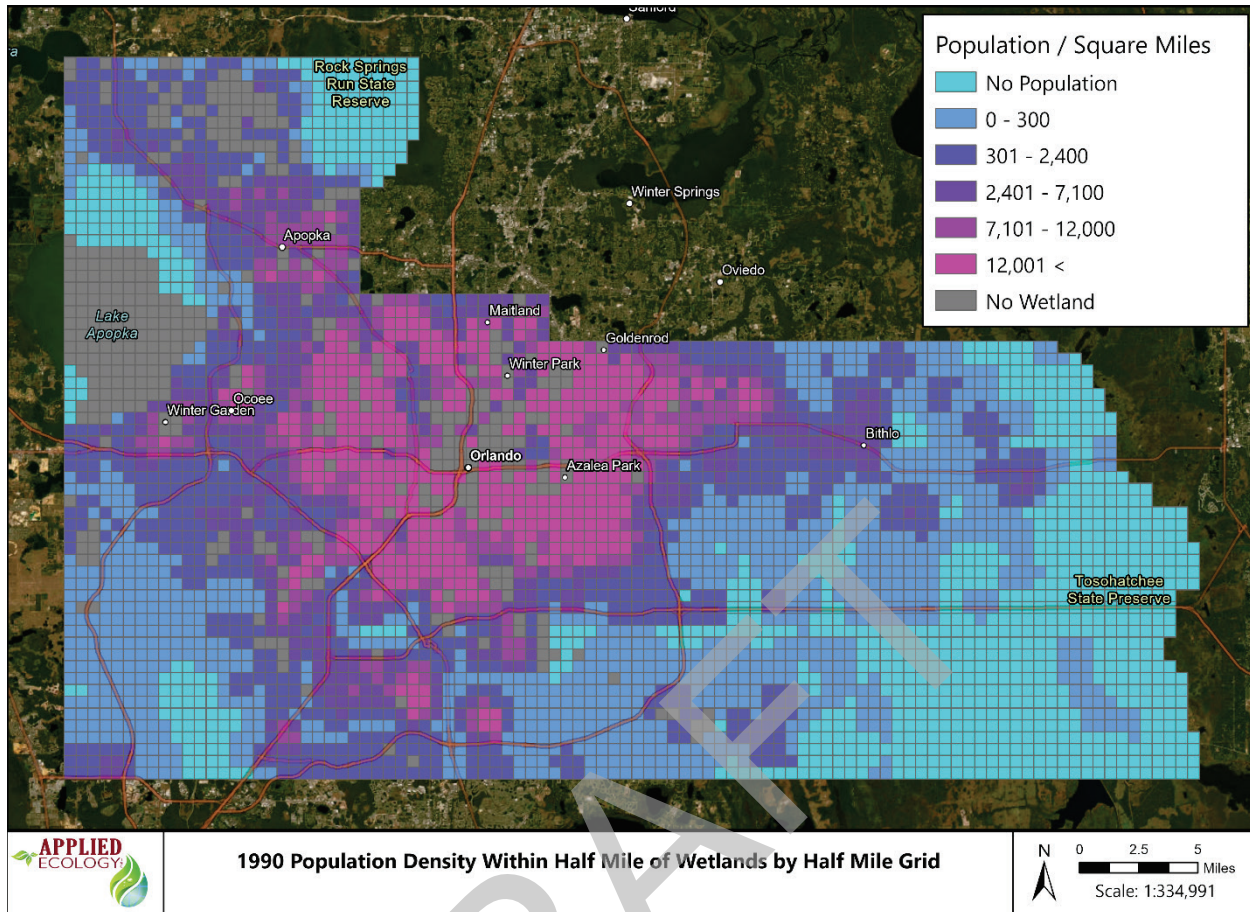 Sanford
Rock Springs
Run State
Reserve
Winter Springs
Apopka
Oviedo
Lake
Apopka
Maitland
Goldenrod
Winter Park
Ocoee
Winter Garden
Bithlo
Orlando
Azalea Park
Tosohatchee
State Preserve
Population / Square Miles
No Population
0 - 300
301 - 2,400
2,401 - 7,100
7,101 - 12,000
12,001 <
No Wetland
DRAFT
APPLIED
ECOLOGY
1990 Population Density Within Half Mile of Wetlands by Half Mile Grid
N
0 2.5 5
Miles
Scale: 1:334,991